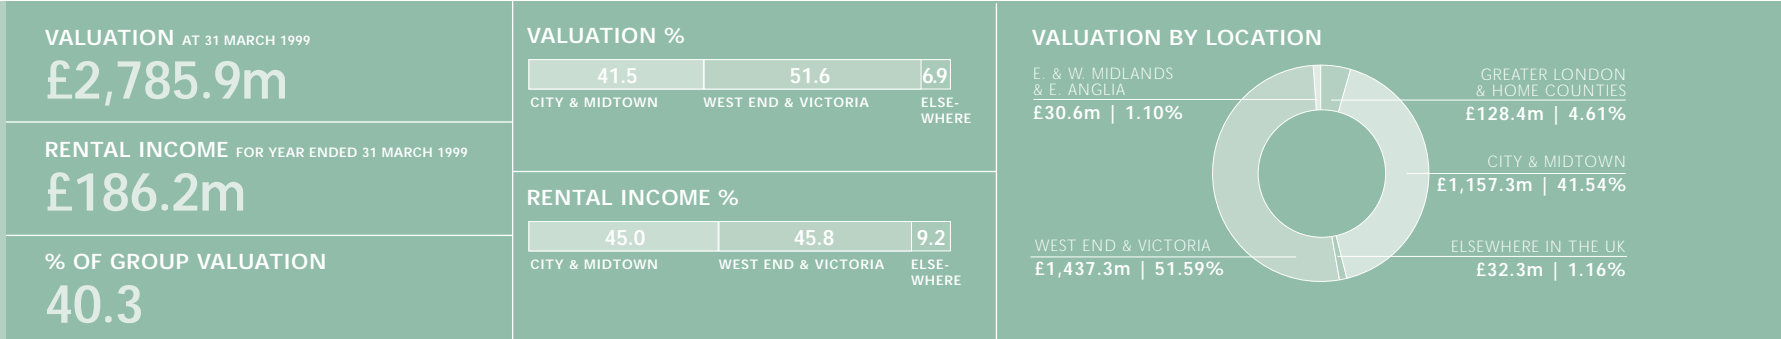 VALUATION AT 31 MARCH 1999
£2,785.9m
RENTAL INCOME FOR YEAR ENDED 31 MARCH 1999
£186.2m
% OF GROUP VALUATION
40.3
VALUATION %
41.5 51.6 6.9
CITY & MIDTOWN WEST END & VICTORIA ELSE-
WHERE
RENTAL INCOME %
45.0 45.8 9.2
CITY & MIDTOWN WEST END & VICTORIA ELSE-
WHERE
VALUATION BY LOCATION
E. & W. MIDLANDS
& E. ANGLIA
£30.6m | 1.10%
GREATER LONDON
& HOME COUNTIES
£128.4m | 4.61%
CITY & MIDTOWN
£1,157.3m | 41.54%
WEST END & VICTORIA
£1,437.3m | 51.59%
ELSEWHERE IN THE UK
£32.3m | 1.16%